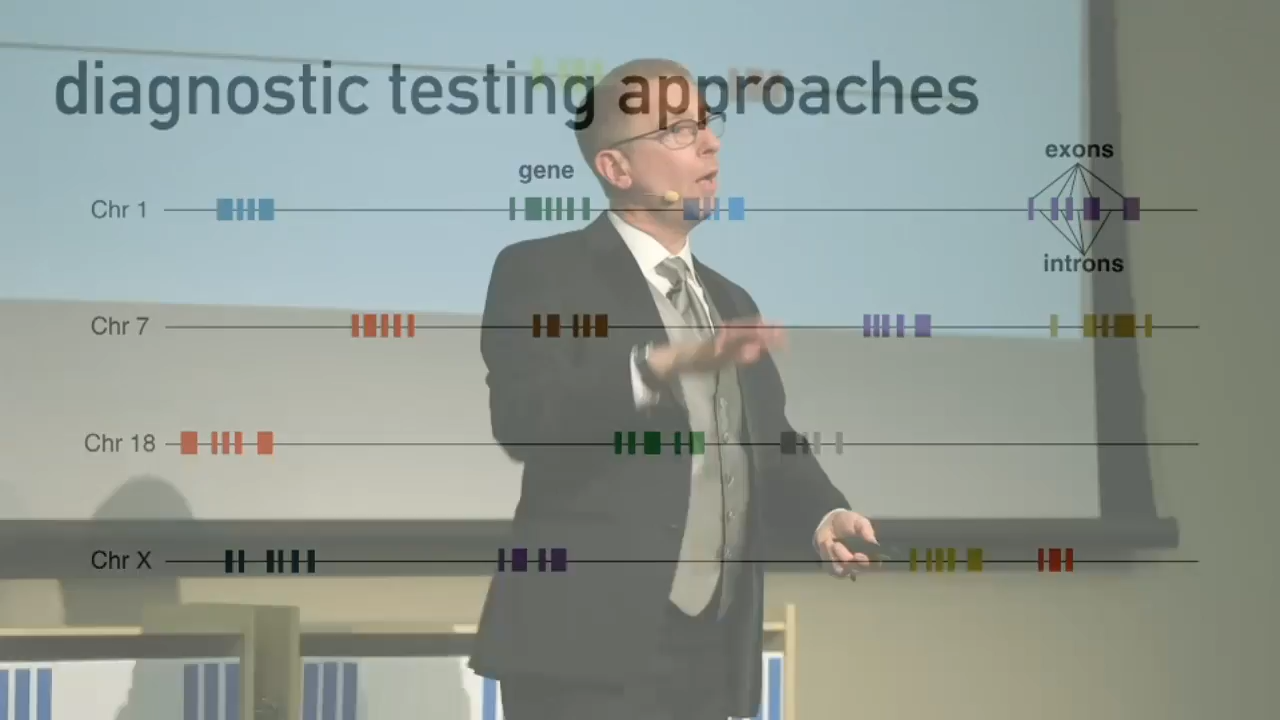 diagnostic testing approaches
exons
gene
Chr 1
introns
Chr 7
Chr 18
Chr X